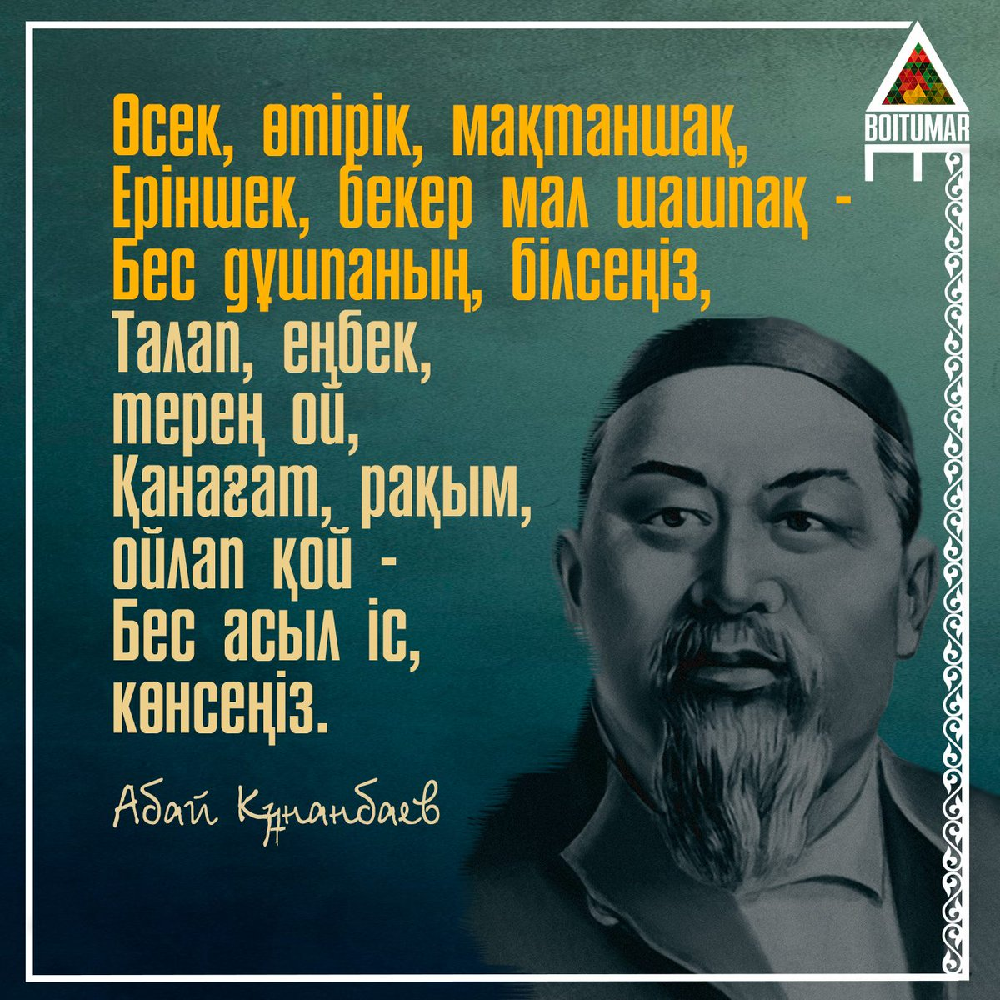 BOITUMAR
Өсек, өтірік, мақтаншақ,
Еріншек, бекер мал шашпақ -
Бес дұшпаның, білсеңіз,
Талап, еңбек,
терең ой,
Қанағат, рақым,
ойлап қой -
Бес асыл іс,
көнсеңіз.
Абай Құнанбаев